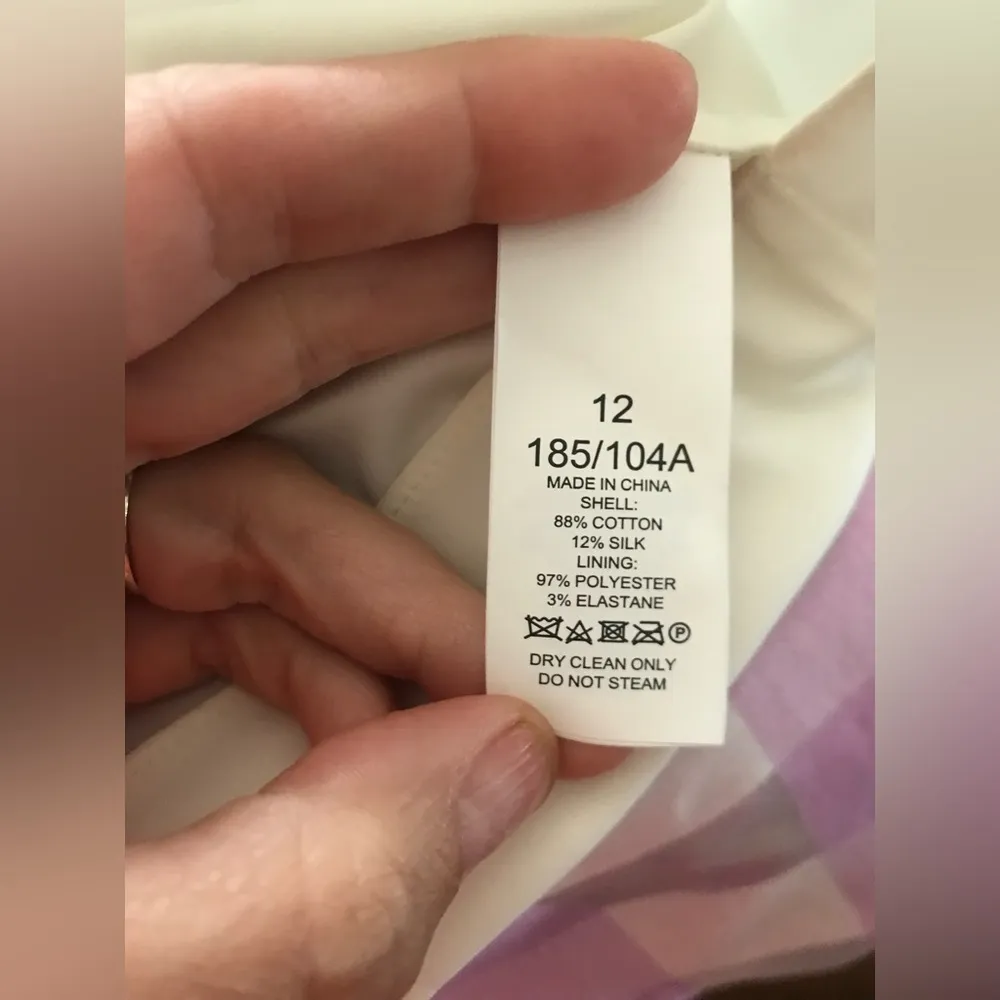 12
185/104A
MADE IN CHINA
SHELL:
88% COTTON
12% SILK
LINING:
97% POLYESTER
3% ELASTANE
P
DRY CLEAN ONLY
DO NOT STEAM